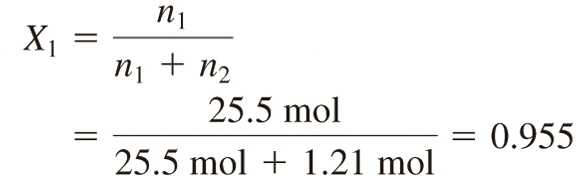 X₁ = n₁ / (n₁ + n₂)
= 25.5 mol / (25.5 mol + 1.21 mol) = 0.955